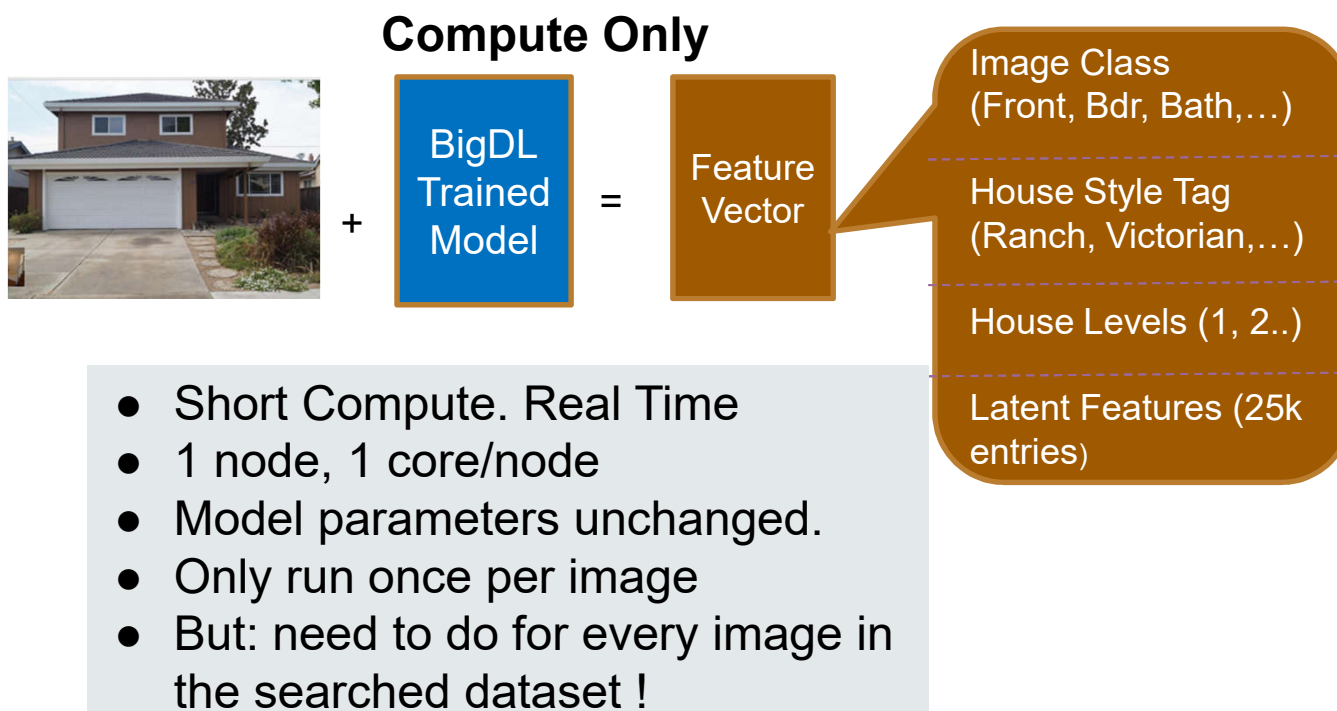 Compute Only
+
BigDL
Trained
Model
=
Feature
Vector
Image Class
(Front, Bdr, Bath,…)
House Style Tag
(Ranch, Victorian,…)
House Levels (1, 2..)
Latent Features (25k
entries)
● Short Compute. Real Time
● 1 node, 1 core/node
● Model parameters unchanged.
● Only run once per image
● But: need to do for every image in
the searched dataset !